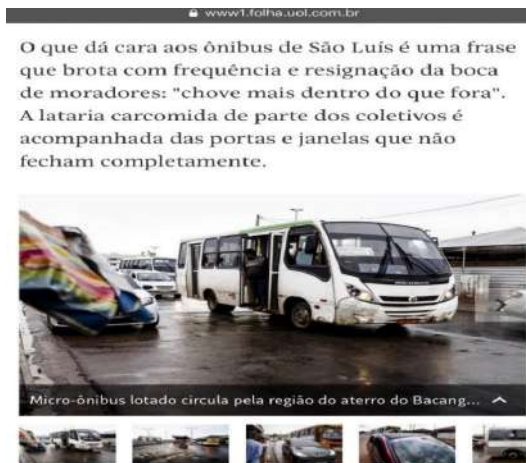 www1.folha.uol.com.br
O que dá cara aos ônibus de São Luís é uma frase
que brota com frequência e resignação da boca
de moradores: "chove mais dentro do que fora".
A lataria carcomida de parte dos coletivos é
acompanhada das portas e janelas que não
fecham completamente.
Micro-ônibus lotado circula pela região do aterro do Bacang...